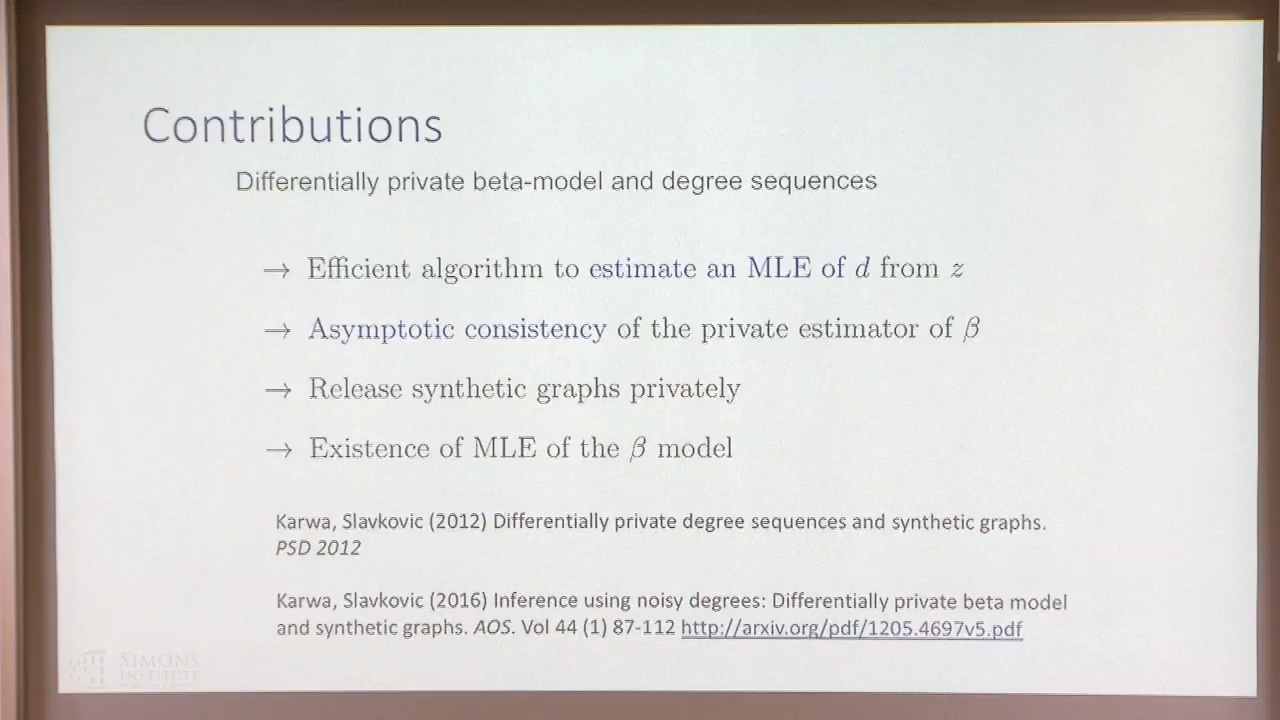 Contributions
Differentially private beta-model and degree sequences
→ Efficient algorithm to estimate an MLE of d from z
→ Asymptotic consistency of the private estimator of β
→ Release synthetic graphs privately
→ Existence of MLE of the β model
Karwa, Slavkovic (2012) Differentially private degree sequences and synthetic graphs.
PSD 2012
Karwa, Slavkovic (2016) Inference using noisy degrees: Differentially private beta model
and synthetic graphs. AOS. Vol 44 (1) 87-112 http://arxiv.org/pdf/1205.4697v5.pdf
SIMONS
INSTITUTE